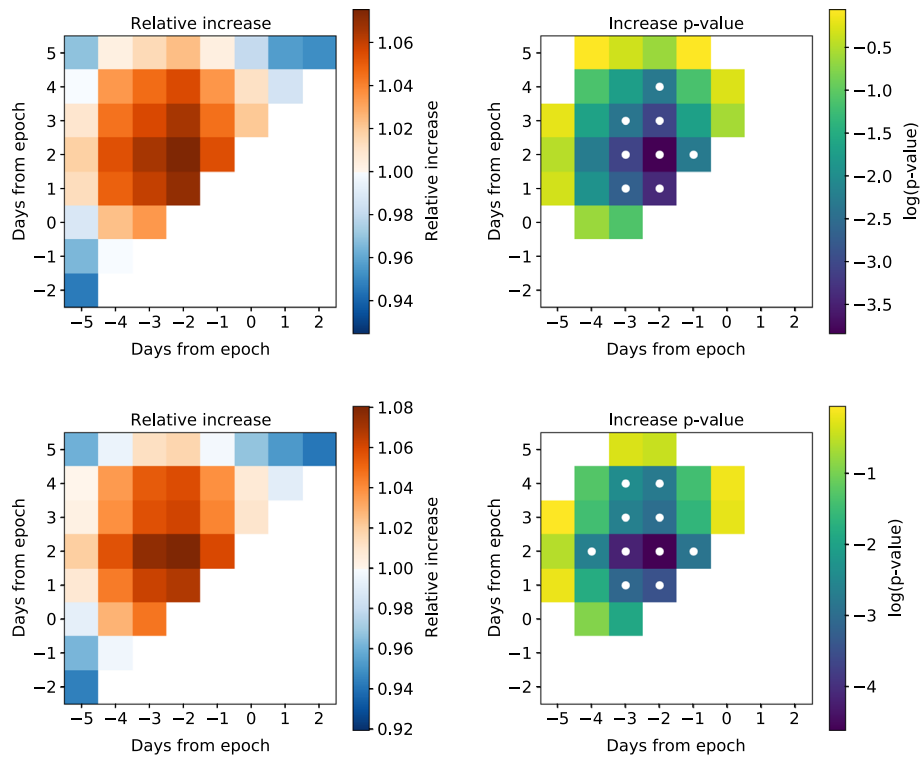 Relative increase
Days from epoch
5
4
3
2
1
0
−1
−2
−5 −4 −3 −2 −1 0 1 2
Days from epoch
1.06
1.04
1.02
1.00
0.98
0.96
0.94
Relative increase
Increase p-value
Days from epoch
5
4
3
2
1
0
−1
−2
−5 −4 −3 −2 −1 0 1 2
Days from epoch
−0.5
−1.0
−1.5
−2.0
−2.5
−3.0
−3.5
log(p-value)
Relative increase
Days from epoch
5
4
3
2
1
0
−1
−2
−5 −4 −3 −2 −1 0 1 2
Days from epoch
1.08
1.06
1.04
1.02
1.00
0.98
0.96
0.94
0.92
Relative increase
Increase p-value
Days from epoch
5
4
3
2
1
0
−1
−2
−5 −4 −3 −2 −1 0 1 2
Days from epoch
−1
−2
−3
−4
log(p-value)